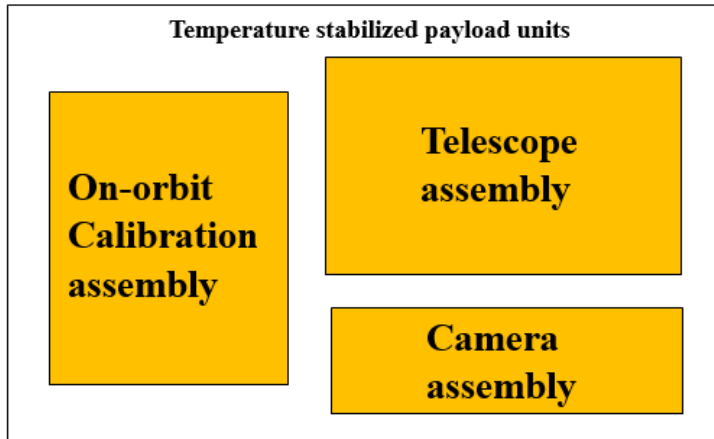 Temperature stabilized payload units
On-orbit
Calibration
assembly
Telescope
assembly
Camera
assembly